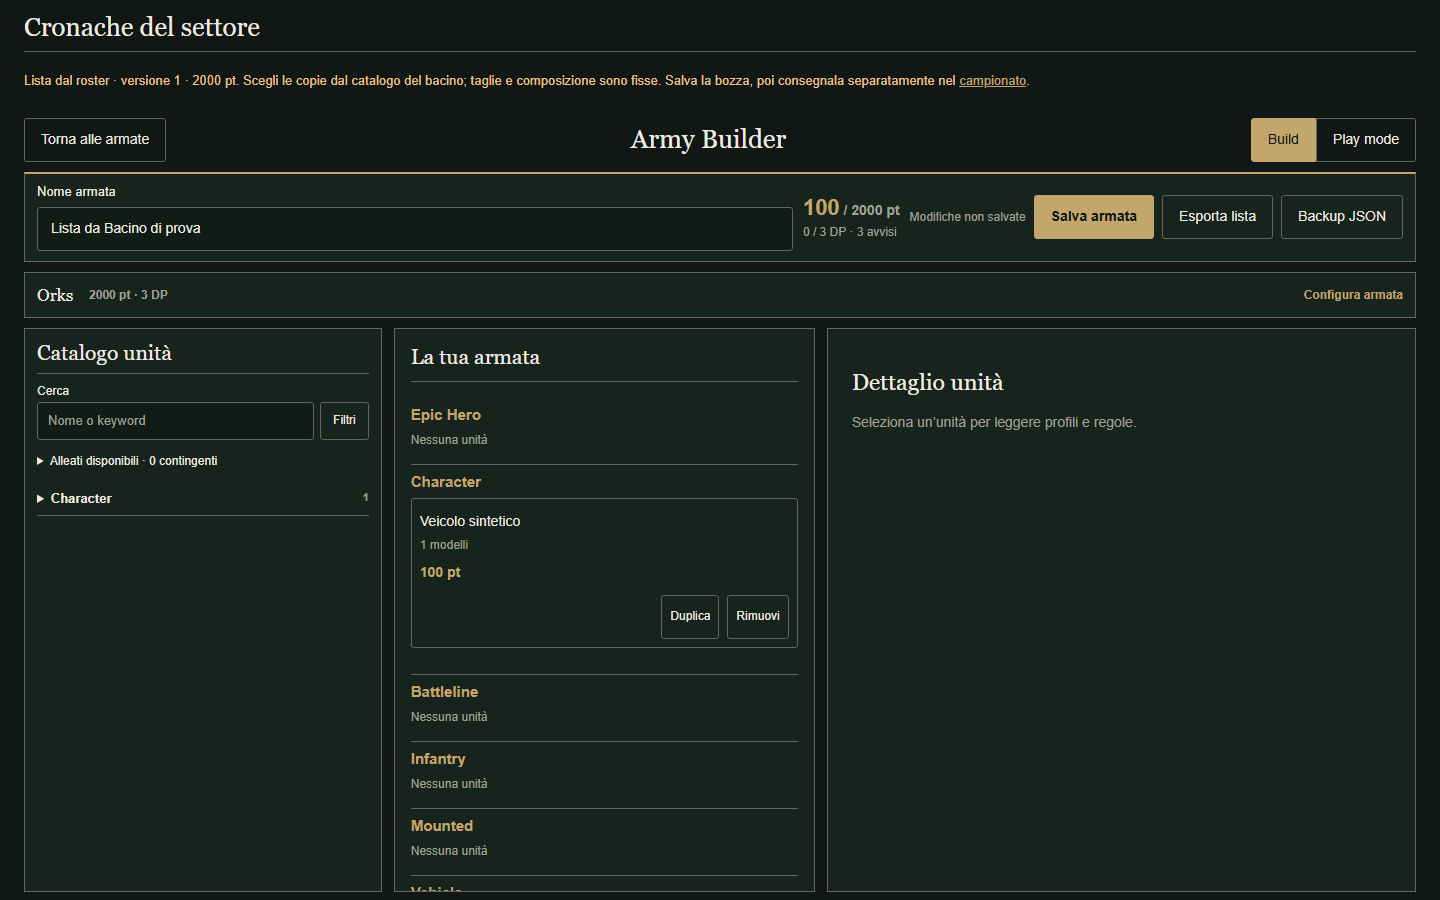 Cronache del settore
Lista dal roster · versione 1 · 2000 pt. Scegli le copie dal catalogo del bacino; taglie e composizione sono fisse. Salva la bozza, poi consegnala separatamente nel campionato.
Torna alle armate
Army Builder
Build
Play mode
Nome armata
Lista da Bacino di prova
100 / 2000 pt
0 / 3 DP · 3 avvisi
Modifiche non salvate
Salva armata
Esporta lista
Backup JSON
Orks
2000 pt · 3 DP
Configura armata
Catalogo unità
Cerca
Nome o keyword
Filtri
Alleati disponibili · 0 contingenti
Character
1
La tua armata
Epic Hero
Nessuna unità
Character
Veicolo sintetico
1 modelli
100 pt
Duplica
Rimuovi
Battleline
Nessuna unità
Infantry
Nessuna unità
Mounted
Nessuna unità
Dettaglio unità
Seleziona un'unità per leggere profili e regole.